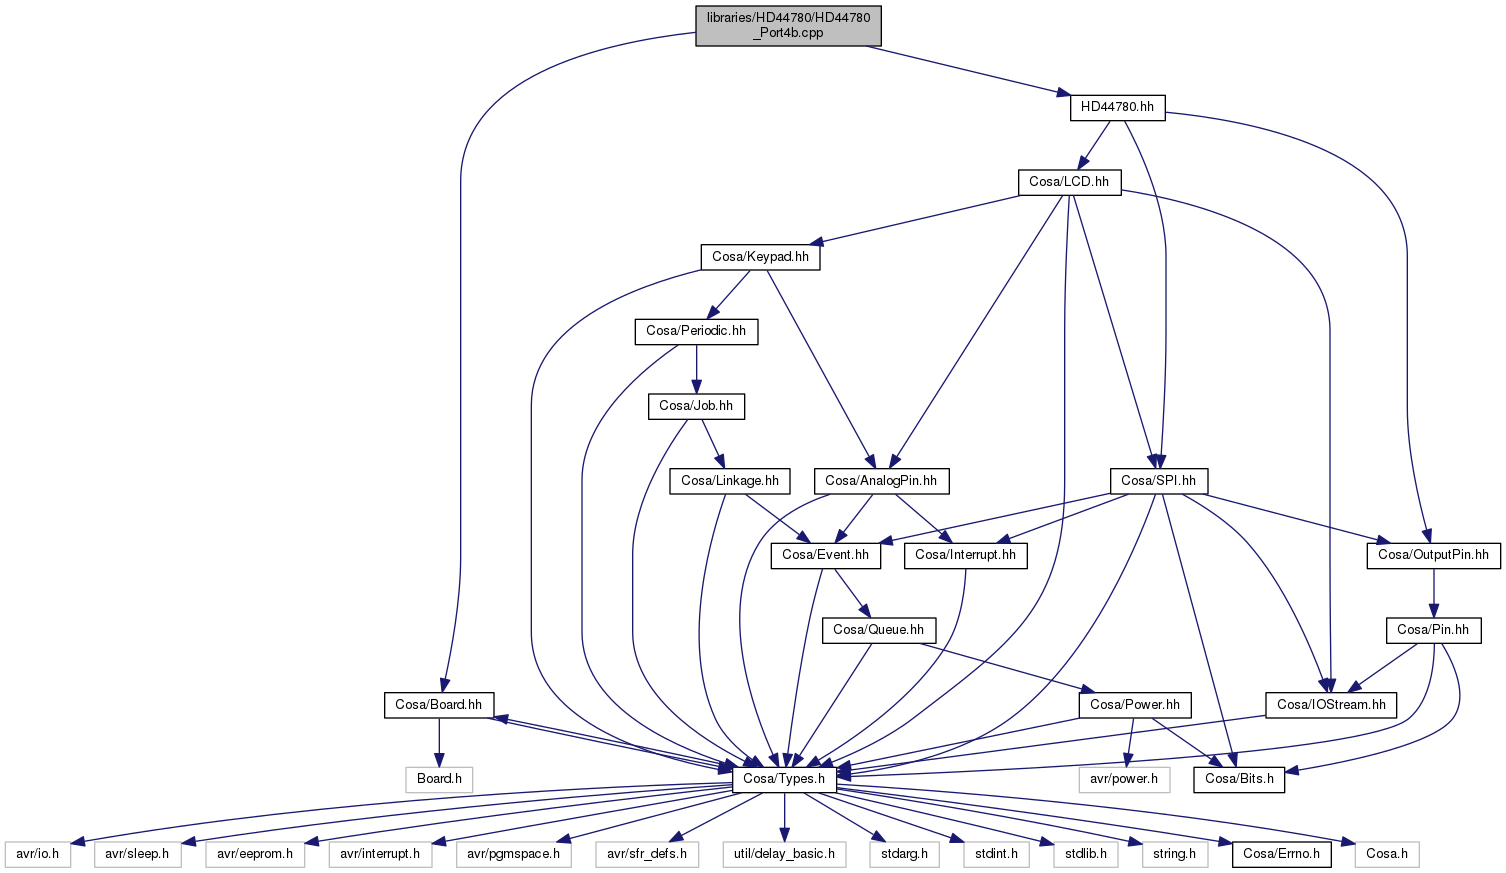 libraries/HD44780/HD44780
_Port4b.cpp
HD44780.hh
Cosa/LCD.hh
Cosa/Keypad.hh
Cosa/Periodic.hh
Cosa/Job.hh
Cosa/Linkage.hh
Cosa/AnalogPin.hh
Cosa/SPI.hh
Cosa/Event.hh
Cosa/Interrupt.hh
Cosa/OutputPin.hh
Cosa/Queue.hh
Cosa/Pin.hh
Cosa/Board.hh
Cosa/Power.hh
Cosa/IOStream.hh
Board.h
Cosa/Types.h
avr/power.h
Cosa/Bits.h
avr/io.h
avr/sleep.h
avr/eeprom.h
avr/interrupt.h
avr/pgmspace.h
avr/sfr_defs.h
util/delay_basic.h
stdarg.h
stdint.h
stdlib.h
string.h
Cosa/Errno.h
Cosa.h